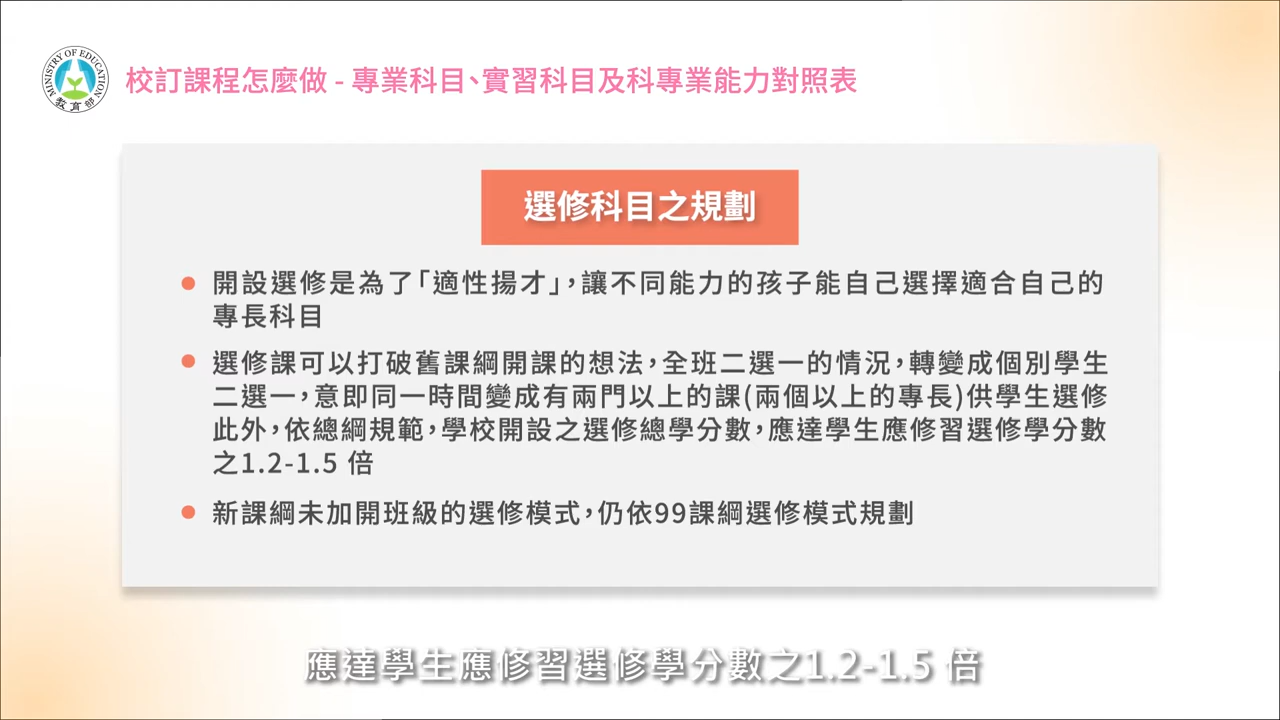 MINISTRY OF EDUCATION
教育部
校訂課程怎麼做 - 專業科目、實習科目及科專業能力對照表
選修科目之規劃
開設選修是為了「適性揚才」，讓不同能力的孩子能自己選擇適合自己的
專長科目
選修課可以打破舊課綱開課的想法，全班二選一的情況，轉變成個別學生
二選一，意即同一時間變成有兩門以上的課(兩個以上的專長)供學生選修
此外，依總綱規範，學校開設之選修總學分數，應達學生應修習選修學分數
之1.2-1.5 倍
新課綱未加開班級的選修模式，仍依99課綱選修模式規劃
應達學生應修習選修學分數之1.2-1.5 倍